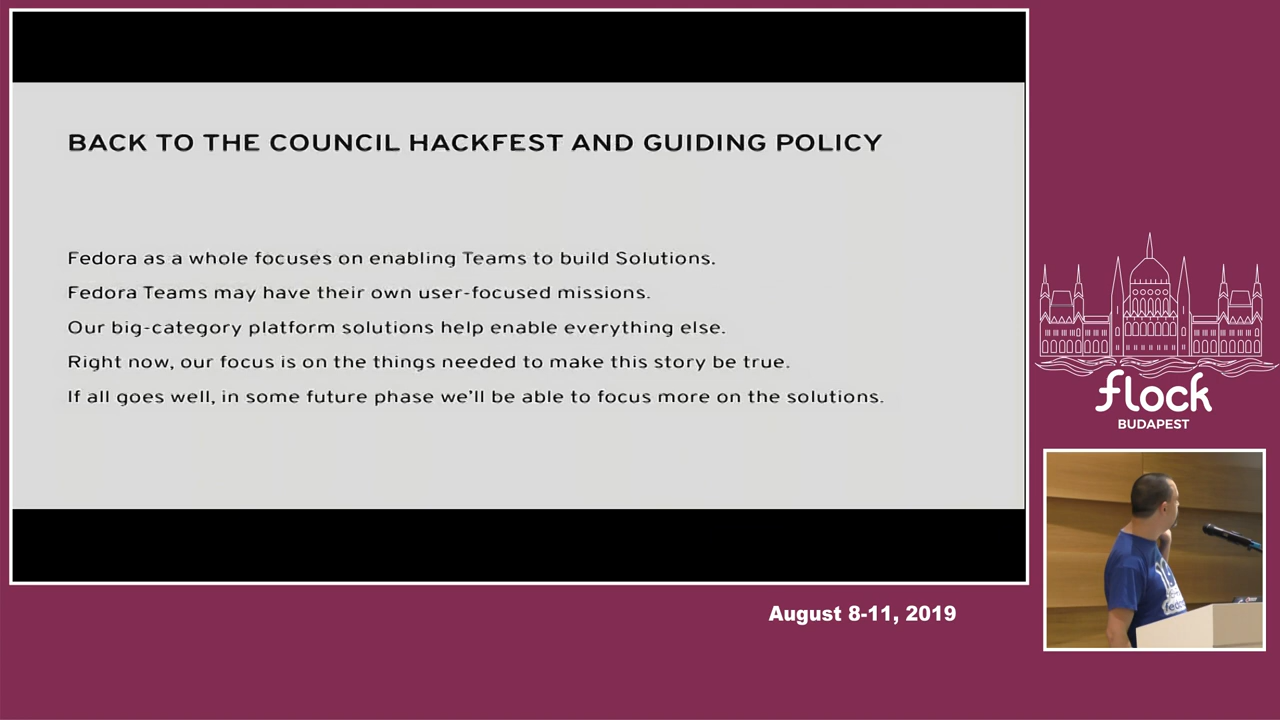 BACK TO THE COUNCIL HACKFEST AND GUIDING POLICY
Fedora as a whole focuses on enabling Teams to build Solutions.
Fedora Teams may have their own user-focused missions.
Our big-category platform solutions help enable everything else.
Right now, our focus is on the things needed to make this story be true.
If all goes well, in some future phase we’ll be able to focus more on the solutions.
flock
BUDAPEST
August 8-11, 2019